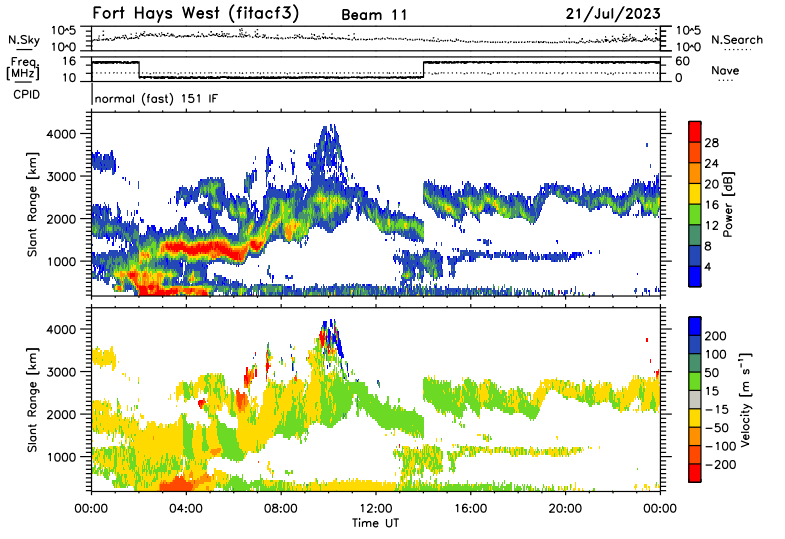 Fort Hays West (fitacf3) Beam 11 21/Jul/2023
N.Sky 10^5 10^0 10^5 10^0 N.Search
Freq. [MHz] 16 10 60 0 Nave
CPID normal (fast) 151 IF
Slant Range [km] 4000 3000 2000 1000
28 24 20 16 12 8 4 Power [dB]
Slant Range [km] 4000 3000 2000 1000
200 100 50 15 −15 −50 −100 −200 Velocity [m s⁻¹]
00:00 04:00 08:00 12:00 16:00 20:00 00:00
Time UT